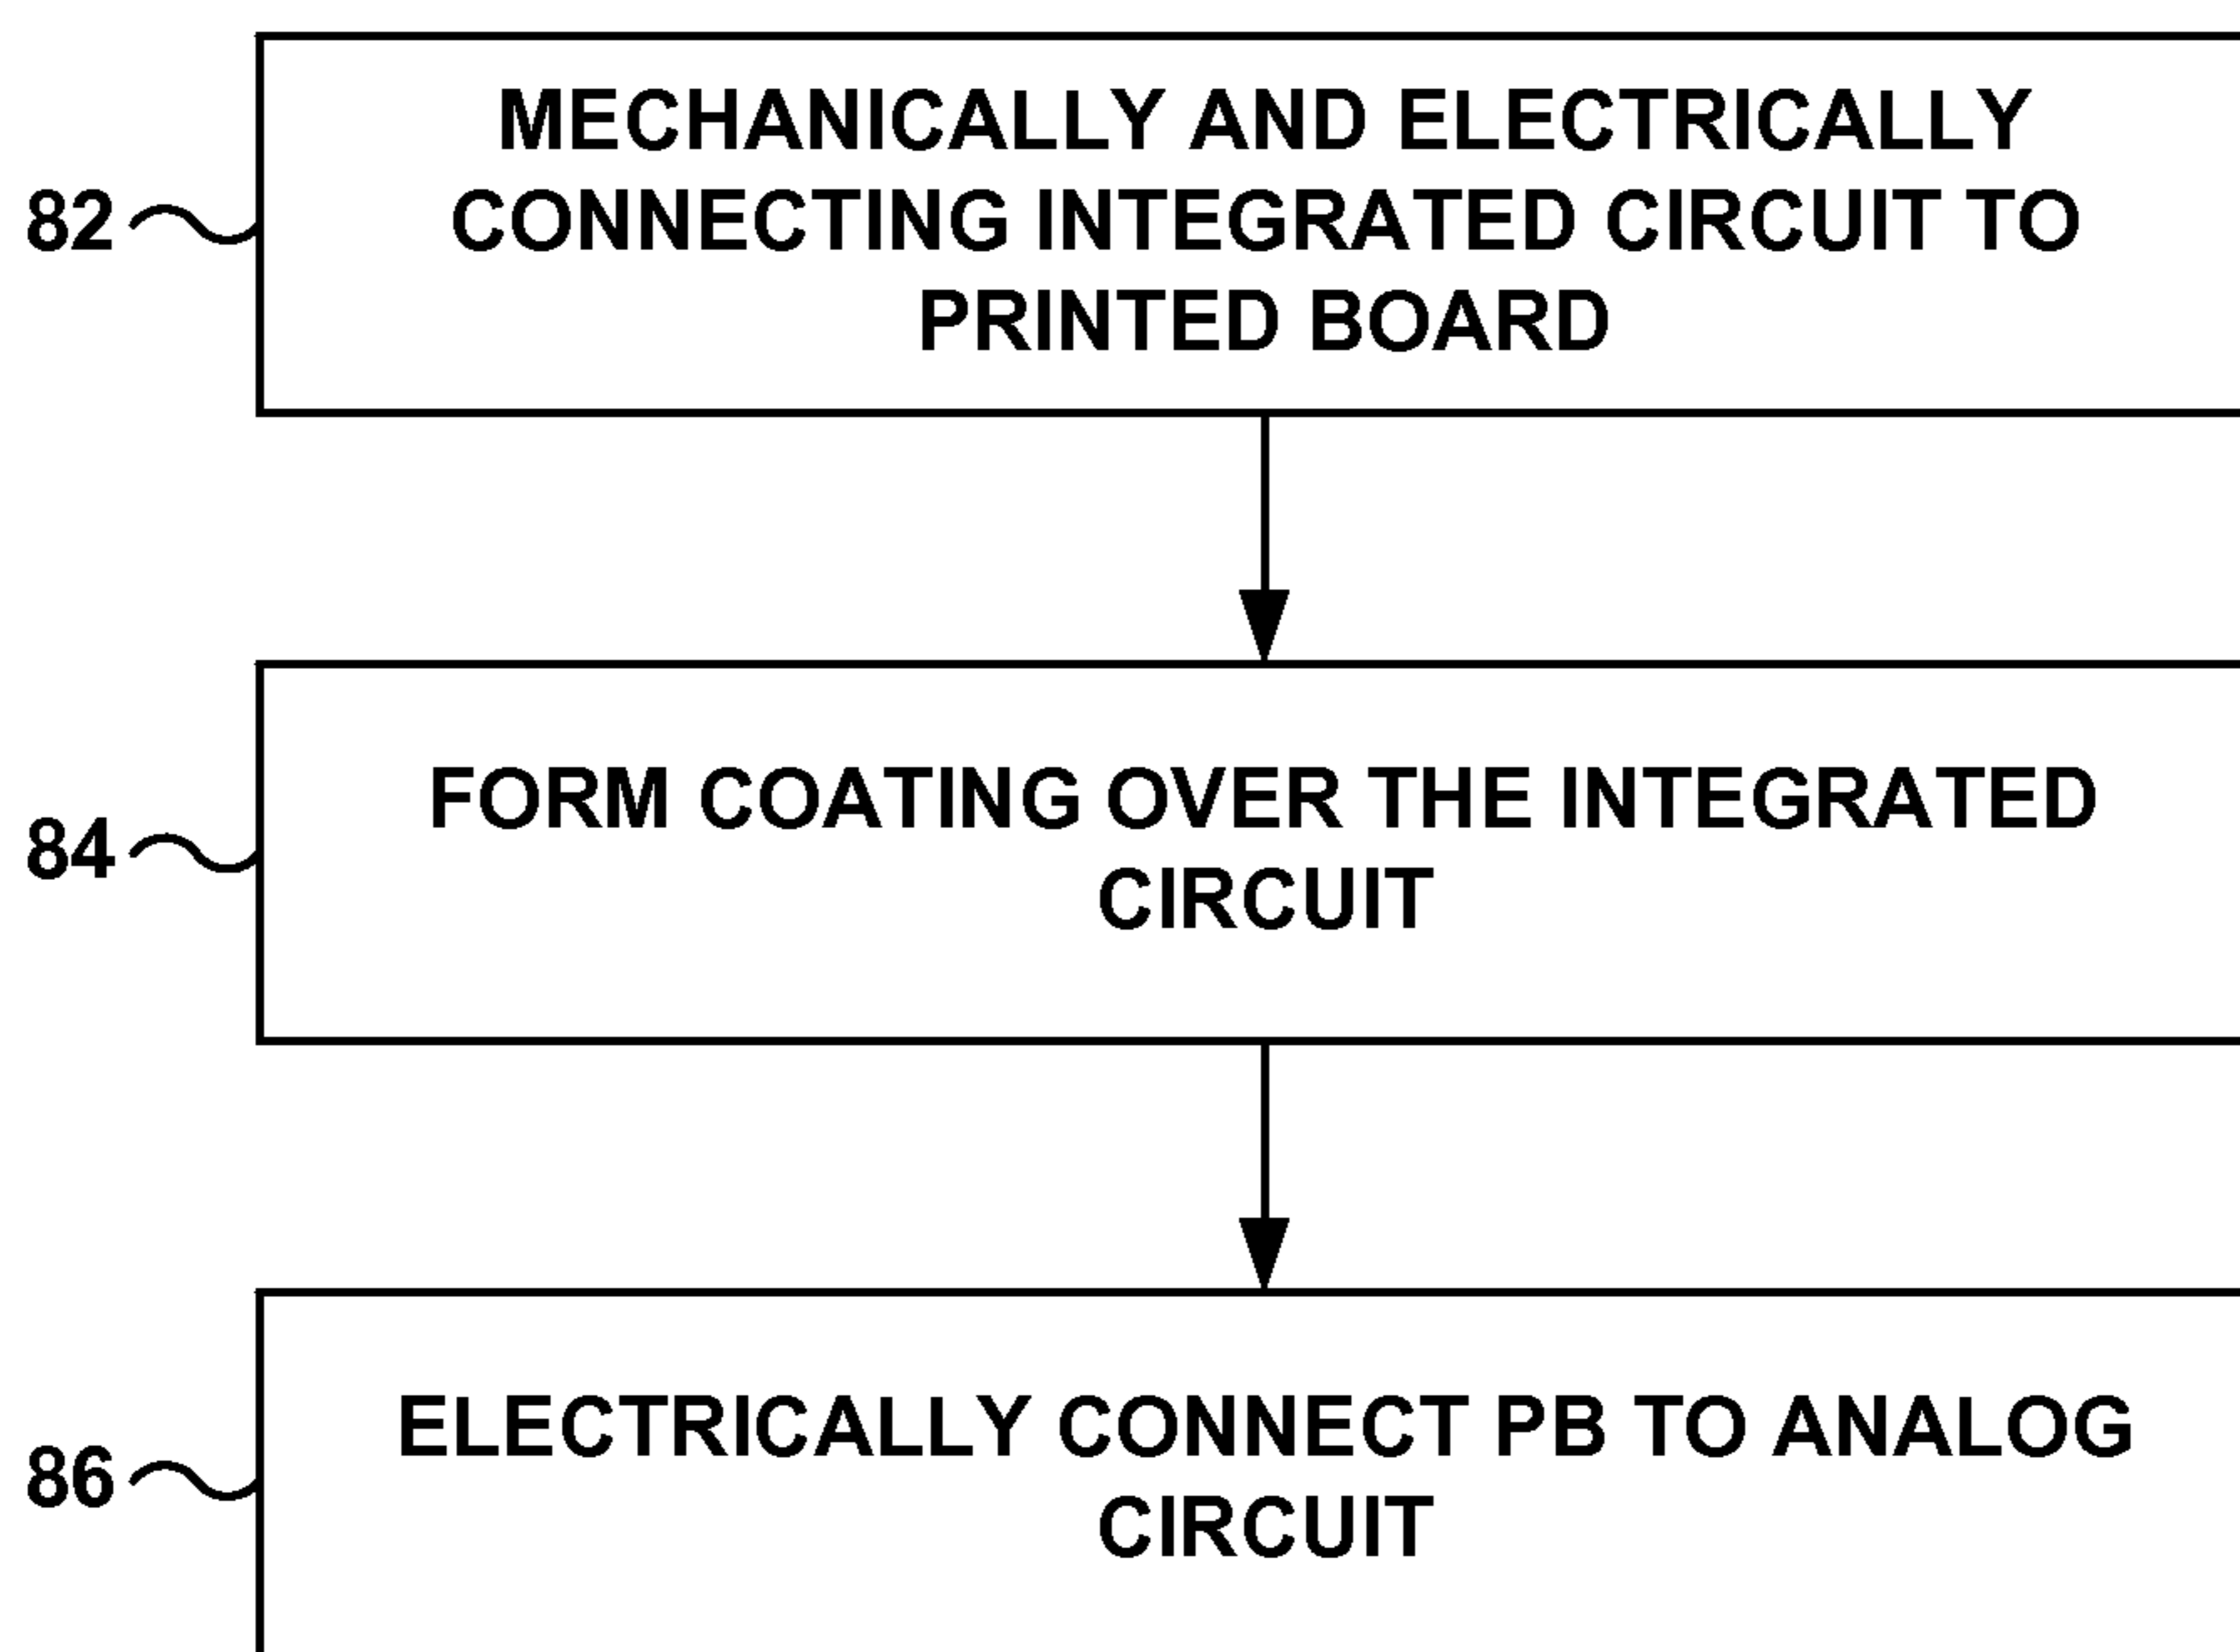 MECHANICALLY AND ELECTRICALLY
82 CONNECTING INTEGRATED CIRCUIT TO
PRINTED BOARD
FORM COATING OVER THE INTEGRATED
84
CIRCUIT
ELECTRICALLY CONNECT PB TO ANALOG
86
CIRCUIT